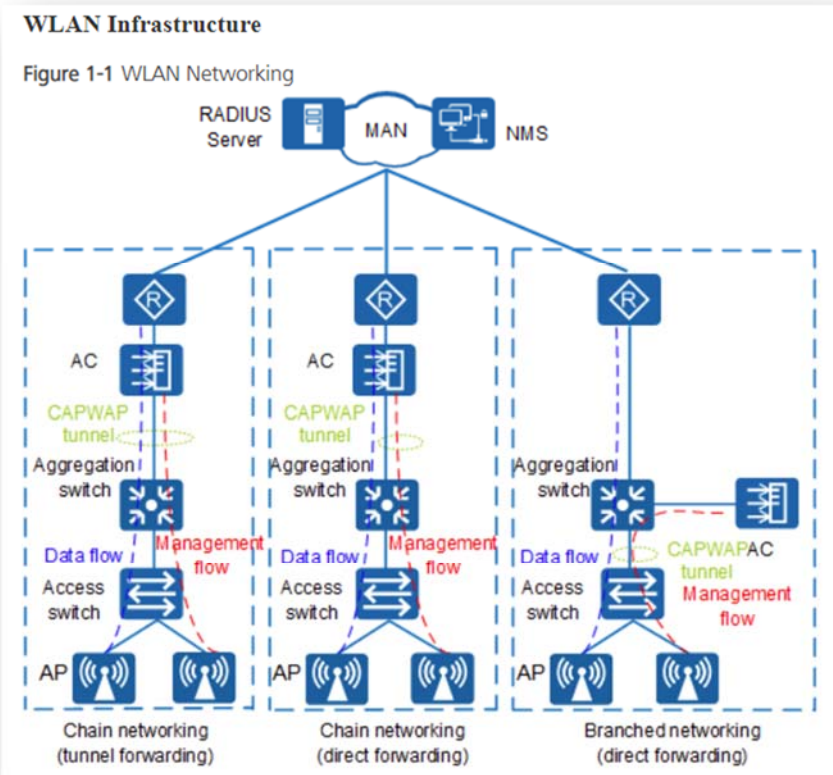 WLAN Infrastructure
Figure 1-1 WLAN Networking
RADIUS
Server
MAN
NMS
R
R
R
AC
CAPWAP
tunnel
Aggregation
switch
Data flow
Management
flow
Access
switch
AP
Chain networking
(tunnel forwarding)
AC
CAPWAP
tunnel
Aggregation
switch
Data flow
Management
flow
Access
switch
AP
Chain networking
(direct forwarding)
Aggregation
switch
Data flow
CAPWAP
tunnel
AC
Management
flow
Access
switch
AP
Branched networking
(direct forwarding)